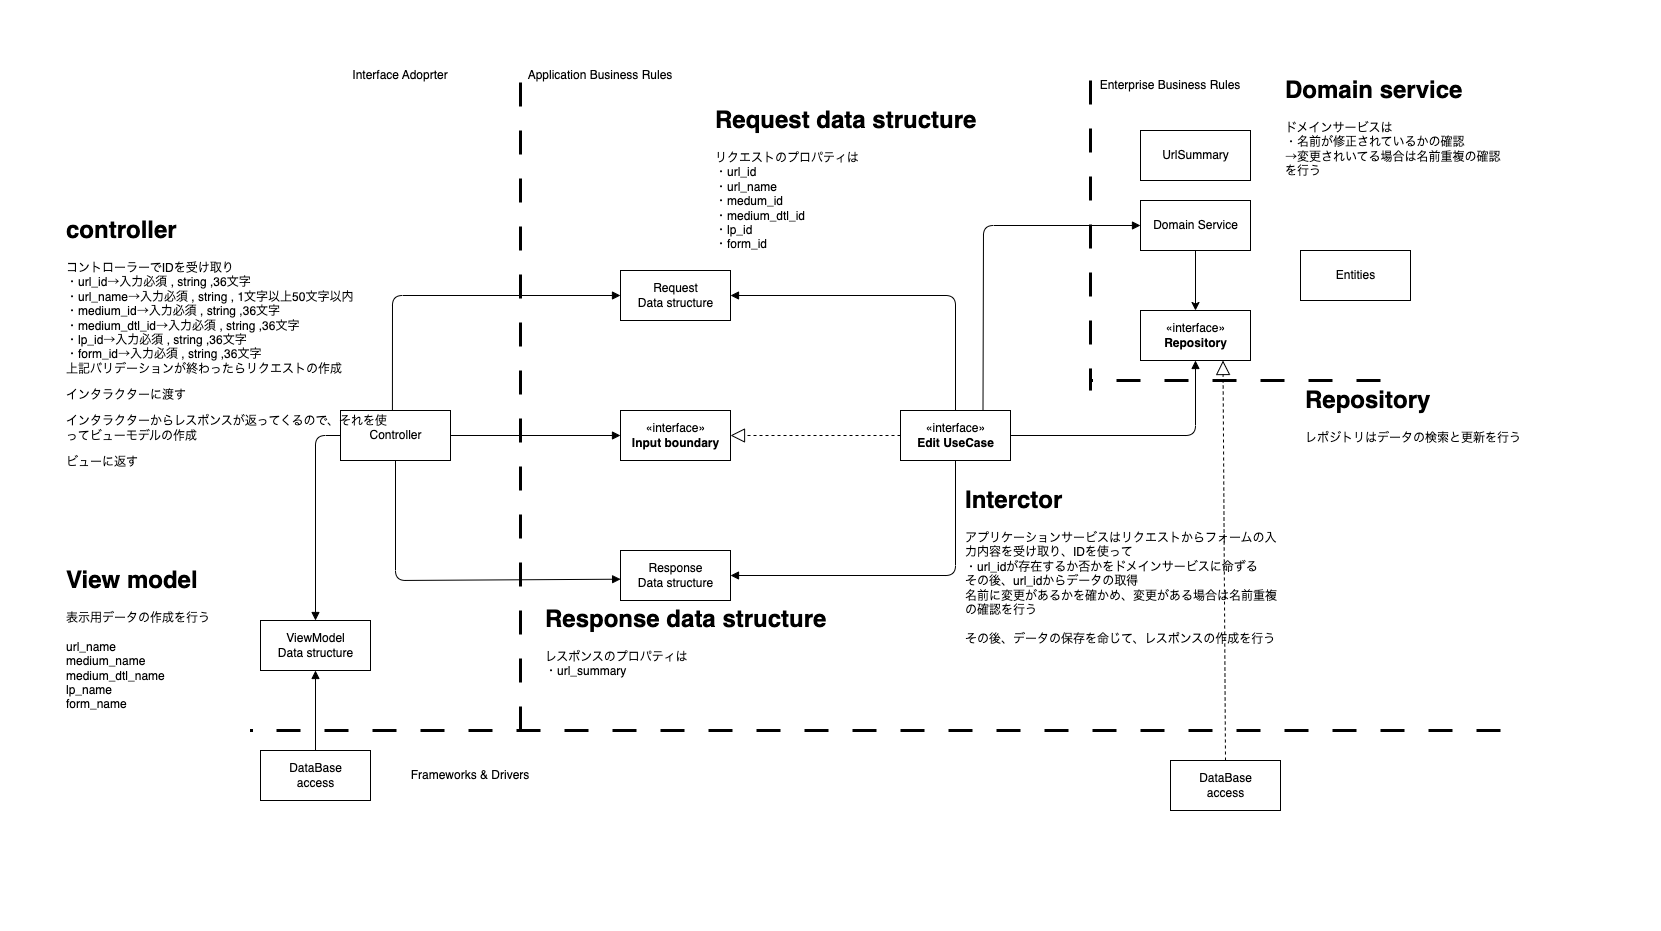 Interface Adoprter
Application Business Rules
Enterprise Business Rules
Domain service
ドメインサービスは
・名前が修正されているかの確認
→変更されいてる場合は名前重複の確認
を行う
Request data structure
リクエストのプロパティは
・url_id
・url_name
・medum_id
・medium_dtl_id
・lp_id
・form_id
UrlSummary
Domain Service
Entities
«interface»
Repository
controller
コントローラーでIDを受け取り
・url_id→入力必須 , string ,36文字
・url_name→入力必須 , string , 1文字以上50文字以内
・medium_id→入力必須 , string ,36文字
・medium_dtl_id→入力必須 , string ,36文字
・lp_id→入力必須 , string ,36文字
・form_id→入力必須 , string ,36文字
上記バリデーションが終わったらリクエストの作成
インタラクターに渡す
インタラクターからレスポンスが返ってくるので、それを使
ってビューモデルの作成
ビューに返す
Request
Data structure
Controller
«interface»
Input boundary
«interface»
Edit UseCase
Repository
レポジトリはデータの検索と更新を行う
Interctor
アプリケーションサービスはリクエストからフォームの入
力内容を受け取り、IDを使って
・url_idが存在するか否かをドメインサービスに命ずる
その後、url_idからデータの取得
名前に変更があるかを確かめ、変更がある場合は名前重複
の確認を行う
その後、データの保存を命じて、レスポンスの作成を行う
Response
Data structure
Response data structure
レスポンスのプロパティは
・url_summary
View model
表示用データの作成を行う
url_name
medium_name
medium_dtl_name
lp_name
form_name
ViewModel
Data structure
DataBase
access
Frameworks & Drivers
DataBase
access